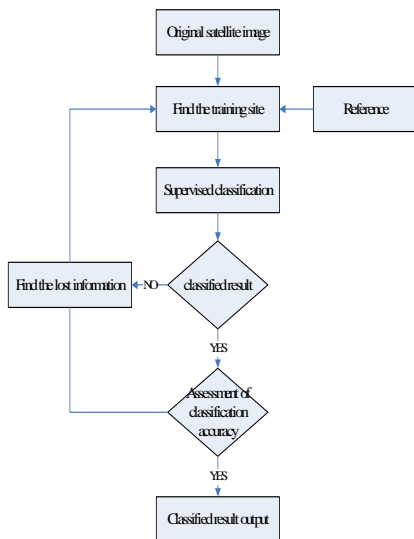 Original satellite image
Find the training site
Reference
Supervised classification
classified result
NO
Find the lost information
YES
Assessment of
classification
accuracy
YES
Classified result output